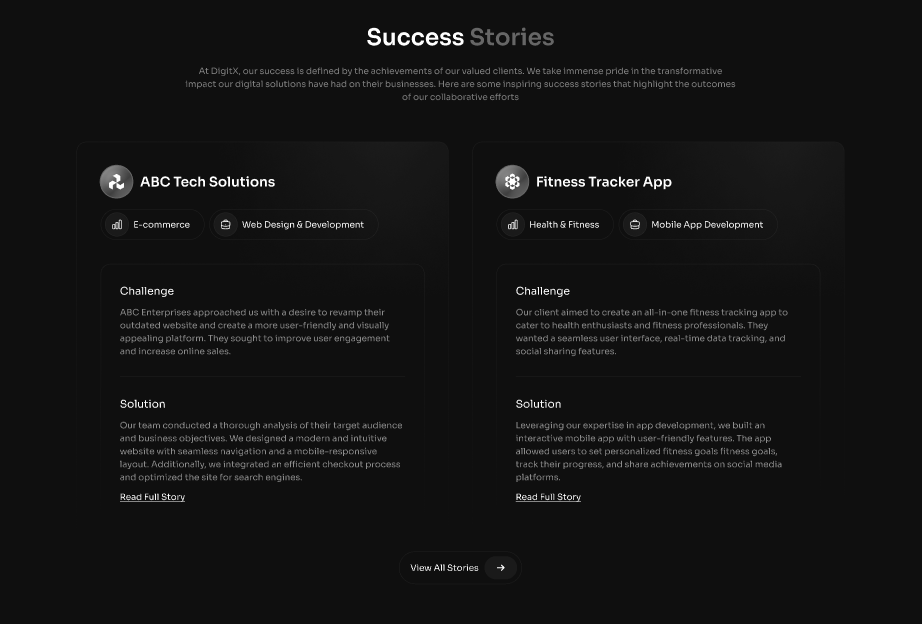 Success Stories
At DigitX, our success is defined by the achievements of our valued clients. We take immense pride in the transformative
impact our digital solutions have had on their businesses. Here are some inspiring success stories that highlight the outcomes
of our collaborative efforts
ABC Tech Solutions
E-commerce
Web Design & Development
Challenge
ABC Enterprises approached us with a desire to revamp their
outdated website and create a more user-friendly and visually
appealing platform. They sought to improve user engagement
and increase online sales.
Solution
Our team conducted a thorough analysis of their target audience
and business objectives. We designed a modern and intuitive
website with seamless navigation and a mobile-responsive
layout. Additionally, we integrated an efficient checkout process
and optimized the site for search engines.
Read Full Story
Fitness Tracker App
Health & Fitness
Mobile App Development
Challenge
Our client aimed to create an all-in-one fitness tracking app to
cater to health enthusiasts and fitness professionals. They
wanted a seamless user interface, real-time data tracking, and
social sharing features.
Solution
Leveraging our expertise in app development, we built an
interactive mobile app with user-friendly features. The app
allowed users to set personalized fitness goals fitness goals,
track their progress, and share achievements on social media
platforms.
Read Full Story
View All Stories